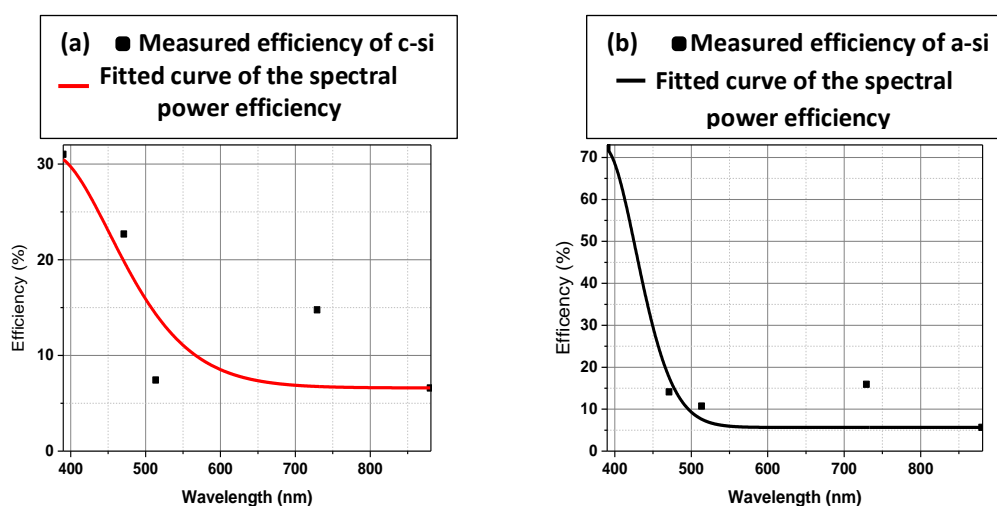 (a) ■ Measured efficiency of c-si
Fitted curve of the spectral
power efficiency
30
20
10
0
Efficiency (%)
400 500 600 700 800
Wavelength (nm)
(b) ■ Measured efficiency of a-si
Fitted curve of the spectral
power efficiency
70
60
50
40
30
20
10
0
Efficency (%)
400 500 600 700 800
Wavelength (nm)